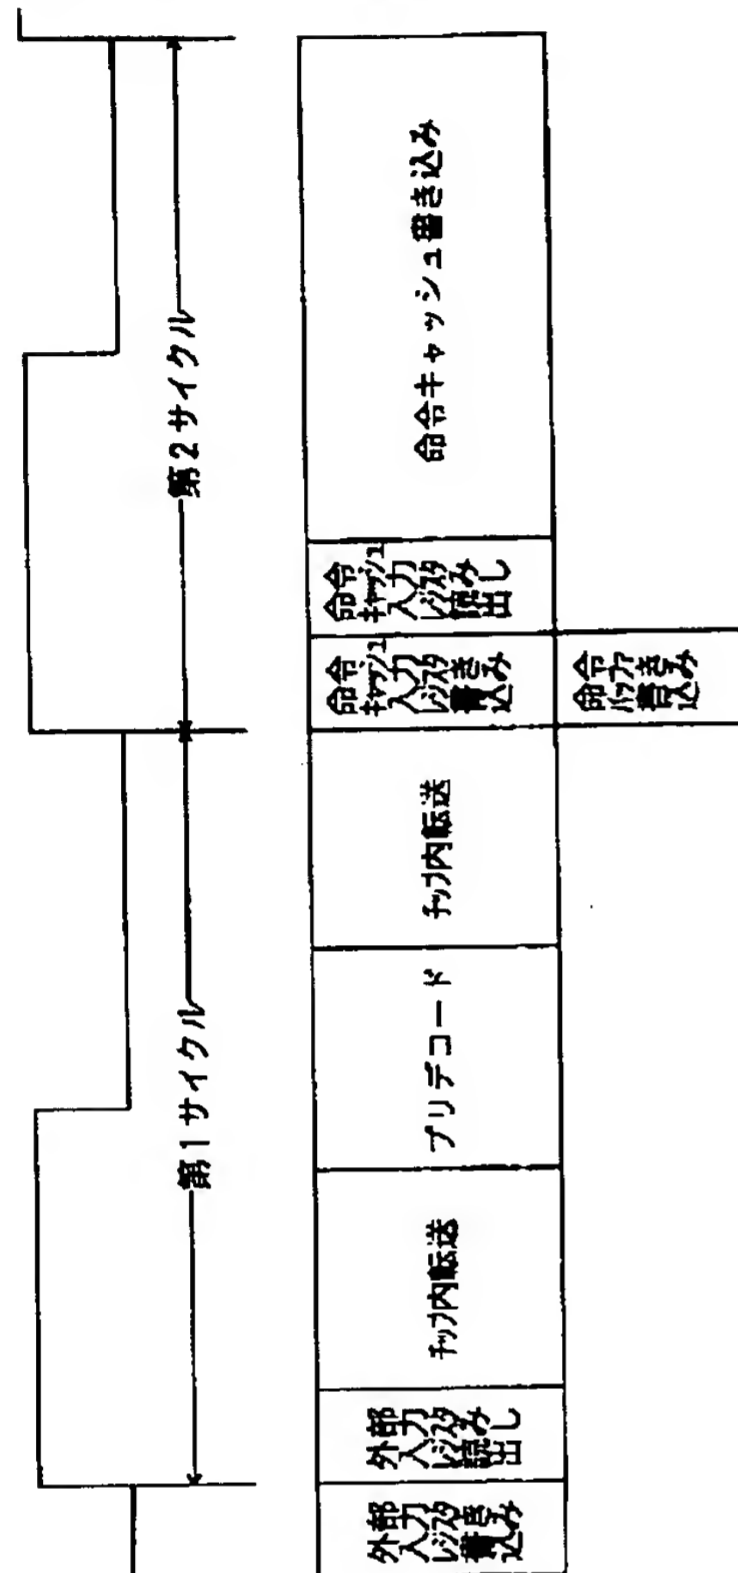 第1サイクル
第2サイクル
外部
入力
レジスタ
書き
込み
外部
入力
レジスタ
読み
出し
チップ内転送
プリデコード
チップ内転送
命令
キャッシュ
入力
レジスタ
書き
込み
命令
バッファ
書き
込み
命令
キャッシュ
入力
レジスタ
読み
出し
命令キャッシュ書き込み